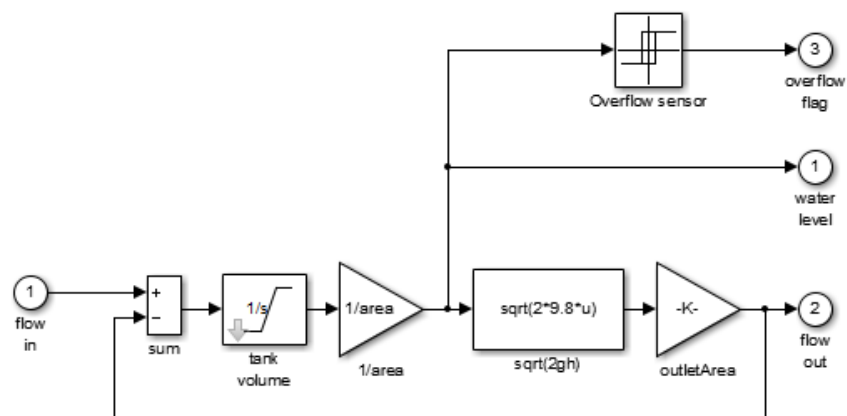 3
Overflow sensor
overflow
flag
1
water
level
1
flow
in
+
−
sum
1/s
tank
volume
1/area
1/area
sqrt(2*9.8*u)
sqrt(2gh)
-K-
outletArea
2
flow
out